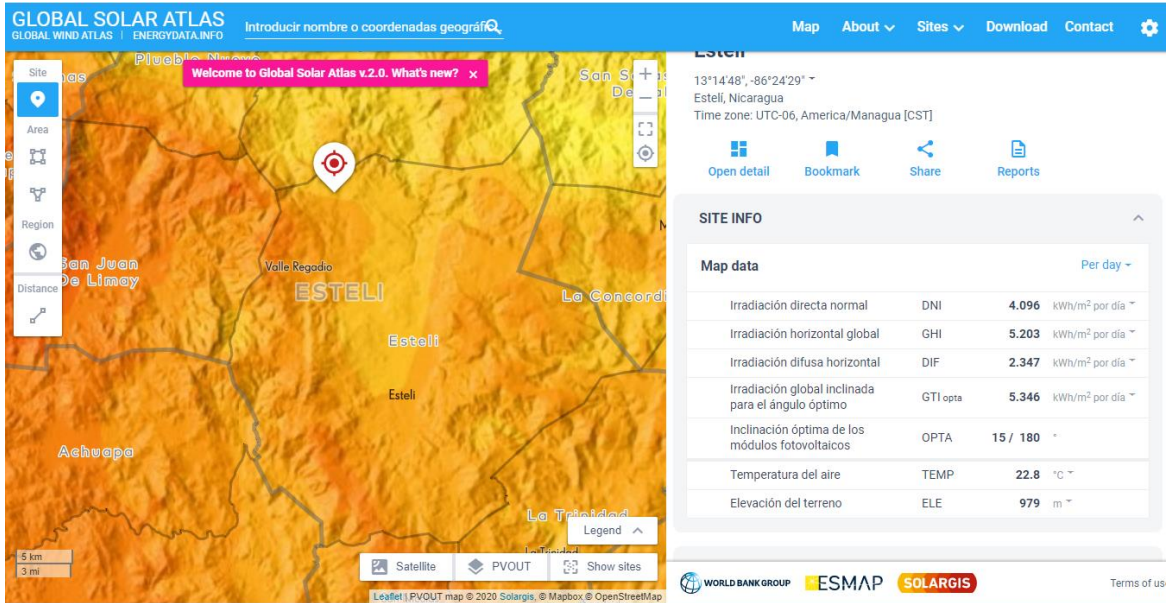 GLOBAL SOLAR ATLAS
GLOBAL WIND ATLAS | ENERGYDATA.INFO
Introducir nombre o coordenadas geográfic
Map About Sites Download Contact
Welcome to Global Solar Atlas v.2.0. What's new? ×
Site
Area
Region
Distance
San Juan
De Limay
Valle Regadio
ESTELI
La Concordi
Esteli
Esteli
Achuapa
La Trinidad
La Trinidad
5 km
3 mi
Legend
Satellite
PVOUT
Show sites
Leaflet | PVOUT map © 2020 Solargis, © Mapbox © OpenStreetMap
Estelí
13°14'48", -86°24'29"
Estelí, Nicaragua
Time zone: UTC-06, America/Managua [CST]
Open detail Bookmark Share Reports
SITE INFO
Map data Per day
Irradiación directa normal DNI 4.096 kWh/m² por día
Irradiación horizontal global GHI 5.203 kWh/m² por día
Irradiación difusa horizontal DIF 2.347 kWh/m² por día
Irradiación global inclinada
para el ángulo óptimo GTI opta 5.346 kWh/m² por día
Inclinación óptima de los
módulos fotovoltaicos OPTA 15 / 180 °
Temperatura del aire TEMP 22.8 °C
Elevación del terreno ELE 979 m
WORLD BANK GROUP ESMAP SOLARGIS Terms of use